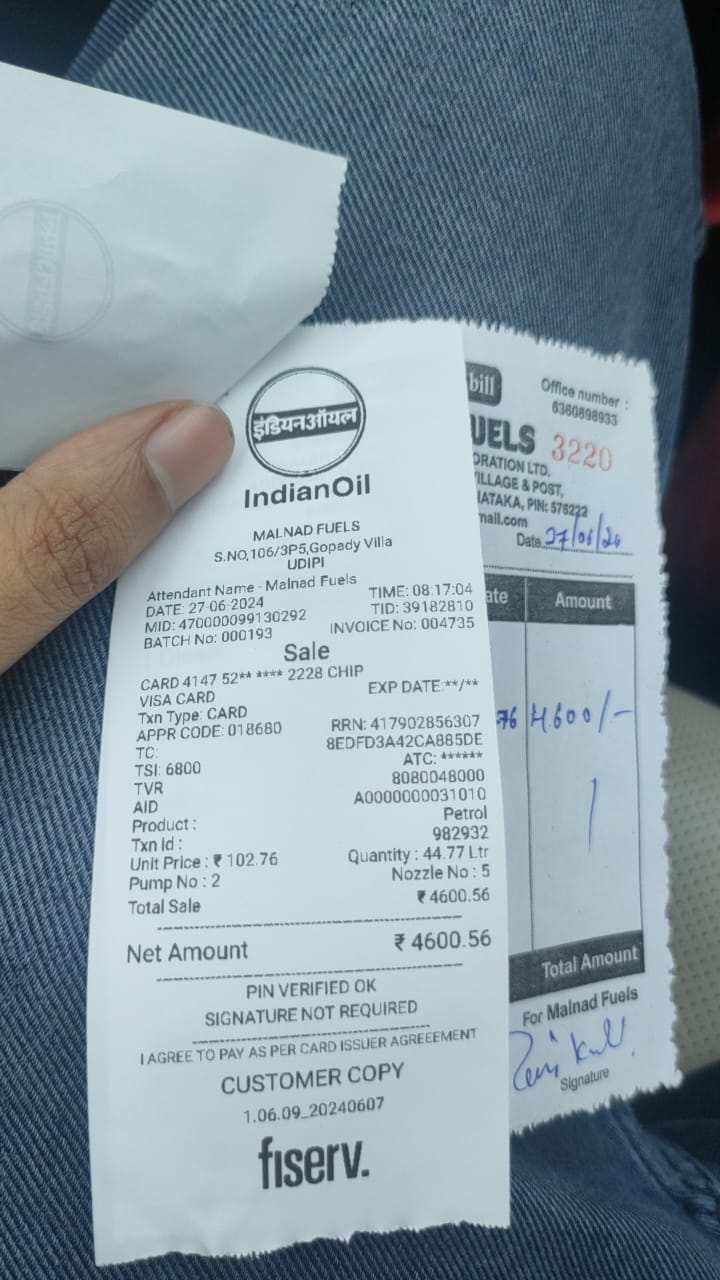 इंडियनऑयल
IndianOil
MALNAD FUELS
S.NO,106/3P5,Gopady Villa
UDIPI
Attendant Name - Malnad Fuels
DATE: 27-06-2024 TIME: 08:17:04
MID: 470000099130292 TID: 39182810
BATCH No: 000193 INVOICE No: 004735
Sale
CARD 4147 52** **** 2228 CHIP
VISA CARD EXP DATE:**/**
Txn Type: CARD
APPR CODE: 018680 RRN: 417902856307
TC: 8EDFD3A42CA885DE
TSI: 6800 ATC: ******
TVR 8080048000
AID A0000000031010
Product : Petrol
Txn Id : 982932
Unit Price : ₹ 102.76 Quantity : 44.77 Ltr
Pump No : 2 Nozzle No : 5
Total Sale ₹ 4600.56
Net Amount ₹ 4600.56
PIN VERIFIED OK
SIGNATURE NOT REQUIRED
I AGREE TO PAY AS PER CARD ISSUER AGREEEMENT
CUSTOMER COPY
1.06.09_20240607
fiserv.
bill
Office number :
6360898933
UELS 3220
ORATION LTD.
ILLAGE & POST,
NATAKA, PIN: 576222
mail.com
Date 27/06/24
ate Amount
76 4600/-
Total Amount
For Malnad Fuels
Signature